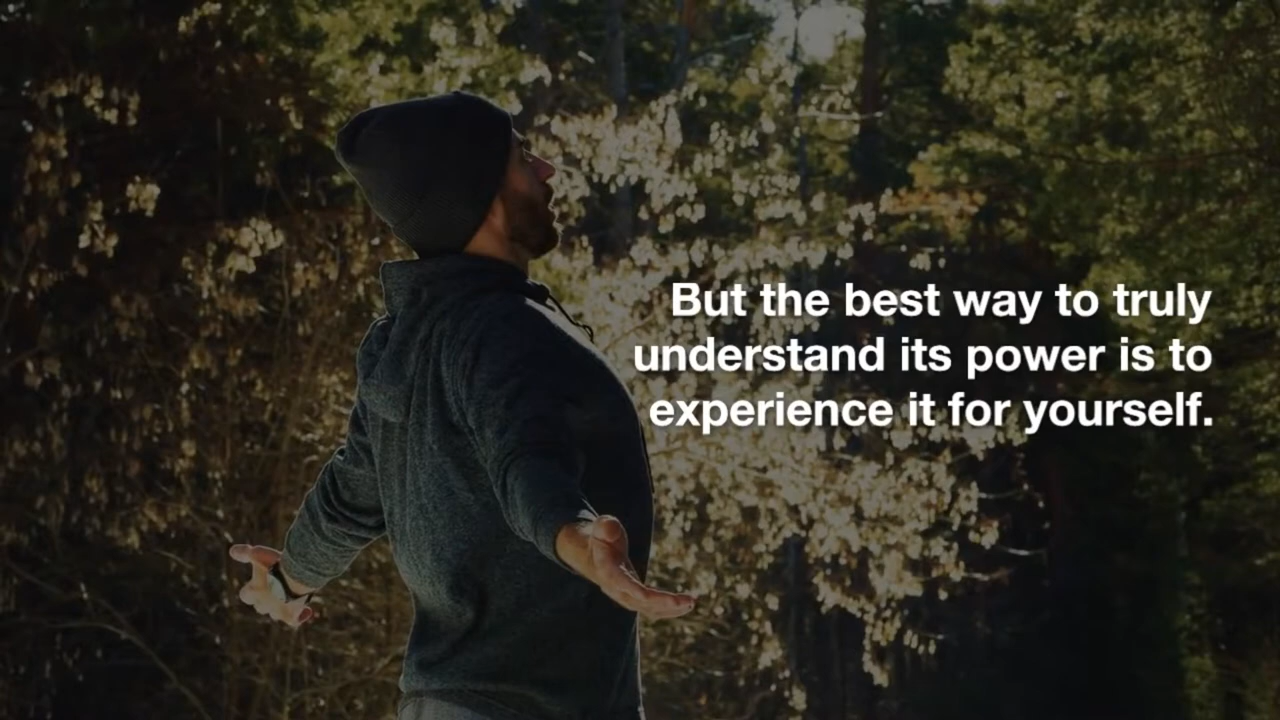 But the best way to truly
understand its power is to
experience it for yourself.